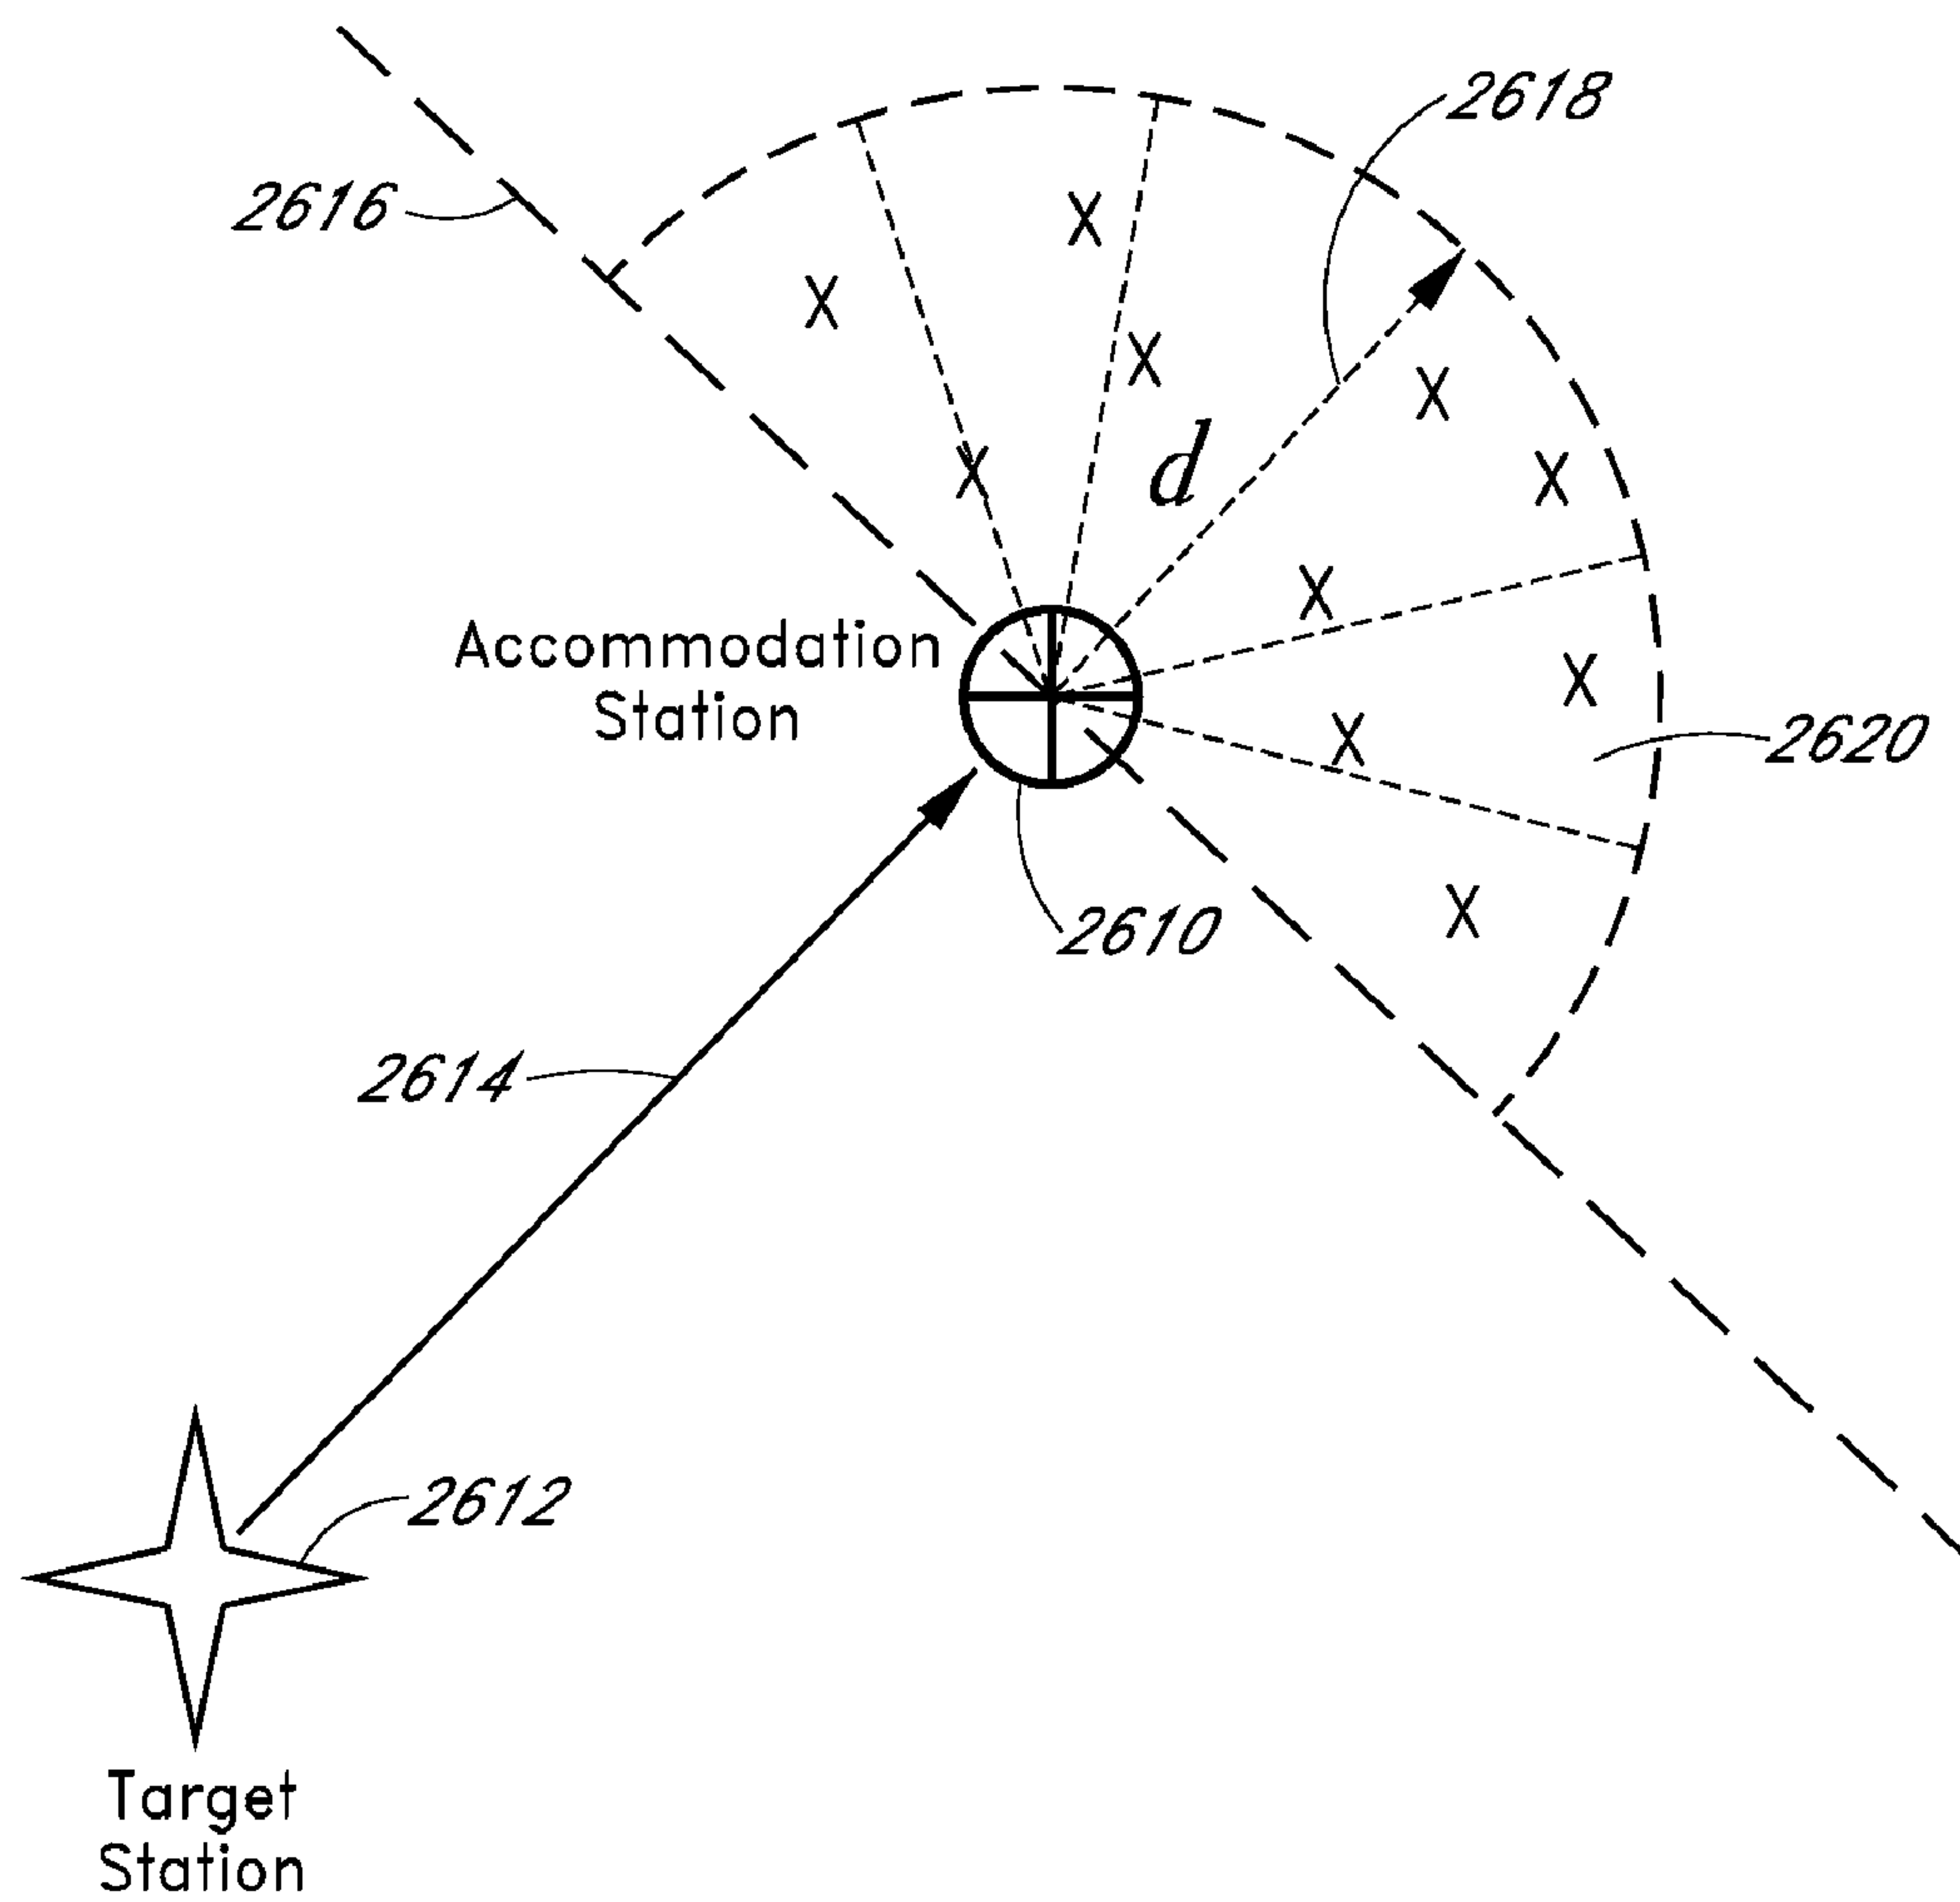 2618
2616
X
X
X
X
d
X
X
X
Accommodation
Station
X
X
2620
X
2610
2614
2612
Target
Station